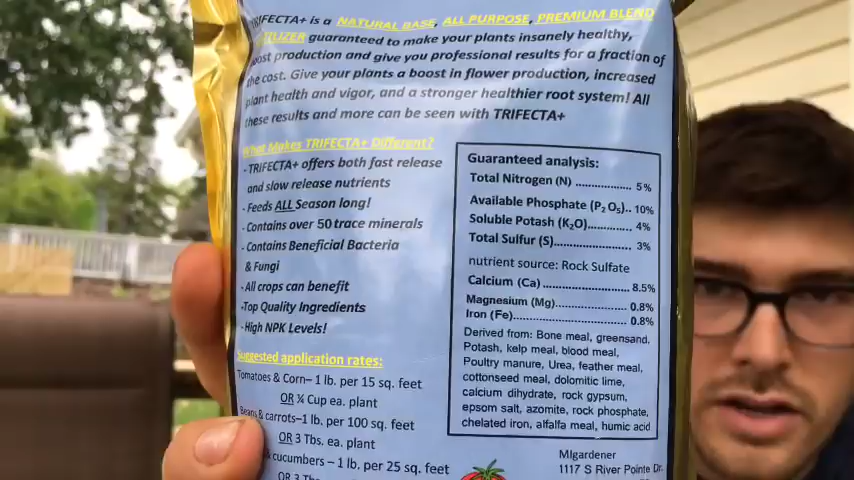 TRIFECTA+ is a NATURAL BASE, ALL PURPOSE, PREMIUM BLEND
guaranteed to make your plants insanely healthy,
production and give you professional results for a fraction of
the cost. Give your plants a boost in flower production, increased
plant health and vigor, and a stronger healthier root system! All
these results and more can be seen with TRIFECTA+
What Makes TRIFECTA+ Different?
- TRIFECTA+ offers both fast release
and slow release nutrients
- Feeds ALL Season long!
- Contains over 50 trace minerals
- Contains Beneficial Bacteria
& Fungi
- All crops can benefit
-Top Quality Ingredients
- High NPK Levels!
Suggested application rates:
Tomatoes & Corn– 1 lb. per 15 sq. feet
OR ¼ Cup ea. plant
Beans & carrots–1 lb. per 100 sq. feet
OR 3 Tbs. ea. plant
& cucumbers – 1 lb. per 25 sq. feet
OR 3
Guaranteed analysis:
Total Nitrogen (N) ................ 5%
Available Phosphate (P2O5).. 10%
Soluble Potash (K2O)............. 4%
Total Sulfur (S)...................... 3%
nutrient source: Rock Sulfate
Calcium (Ca) ......................... 8.5%
Magnesium (Mg).................. 0.8%
Iron (Fe)............................... 0.8%
Derived from: Bone meal, greensand,
Potash, kelp meal, blood meal,
Poultry manure, Urea, feather meal,
cottonseed meal, dolomitic lime,
calcium dihydrate, rock gypsum,
epsom salt, azomite, rock phosphate,
chelated iron, alfalfa meal, humic acid
MIgardener
1117 S River Pointe Dr.